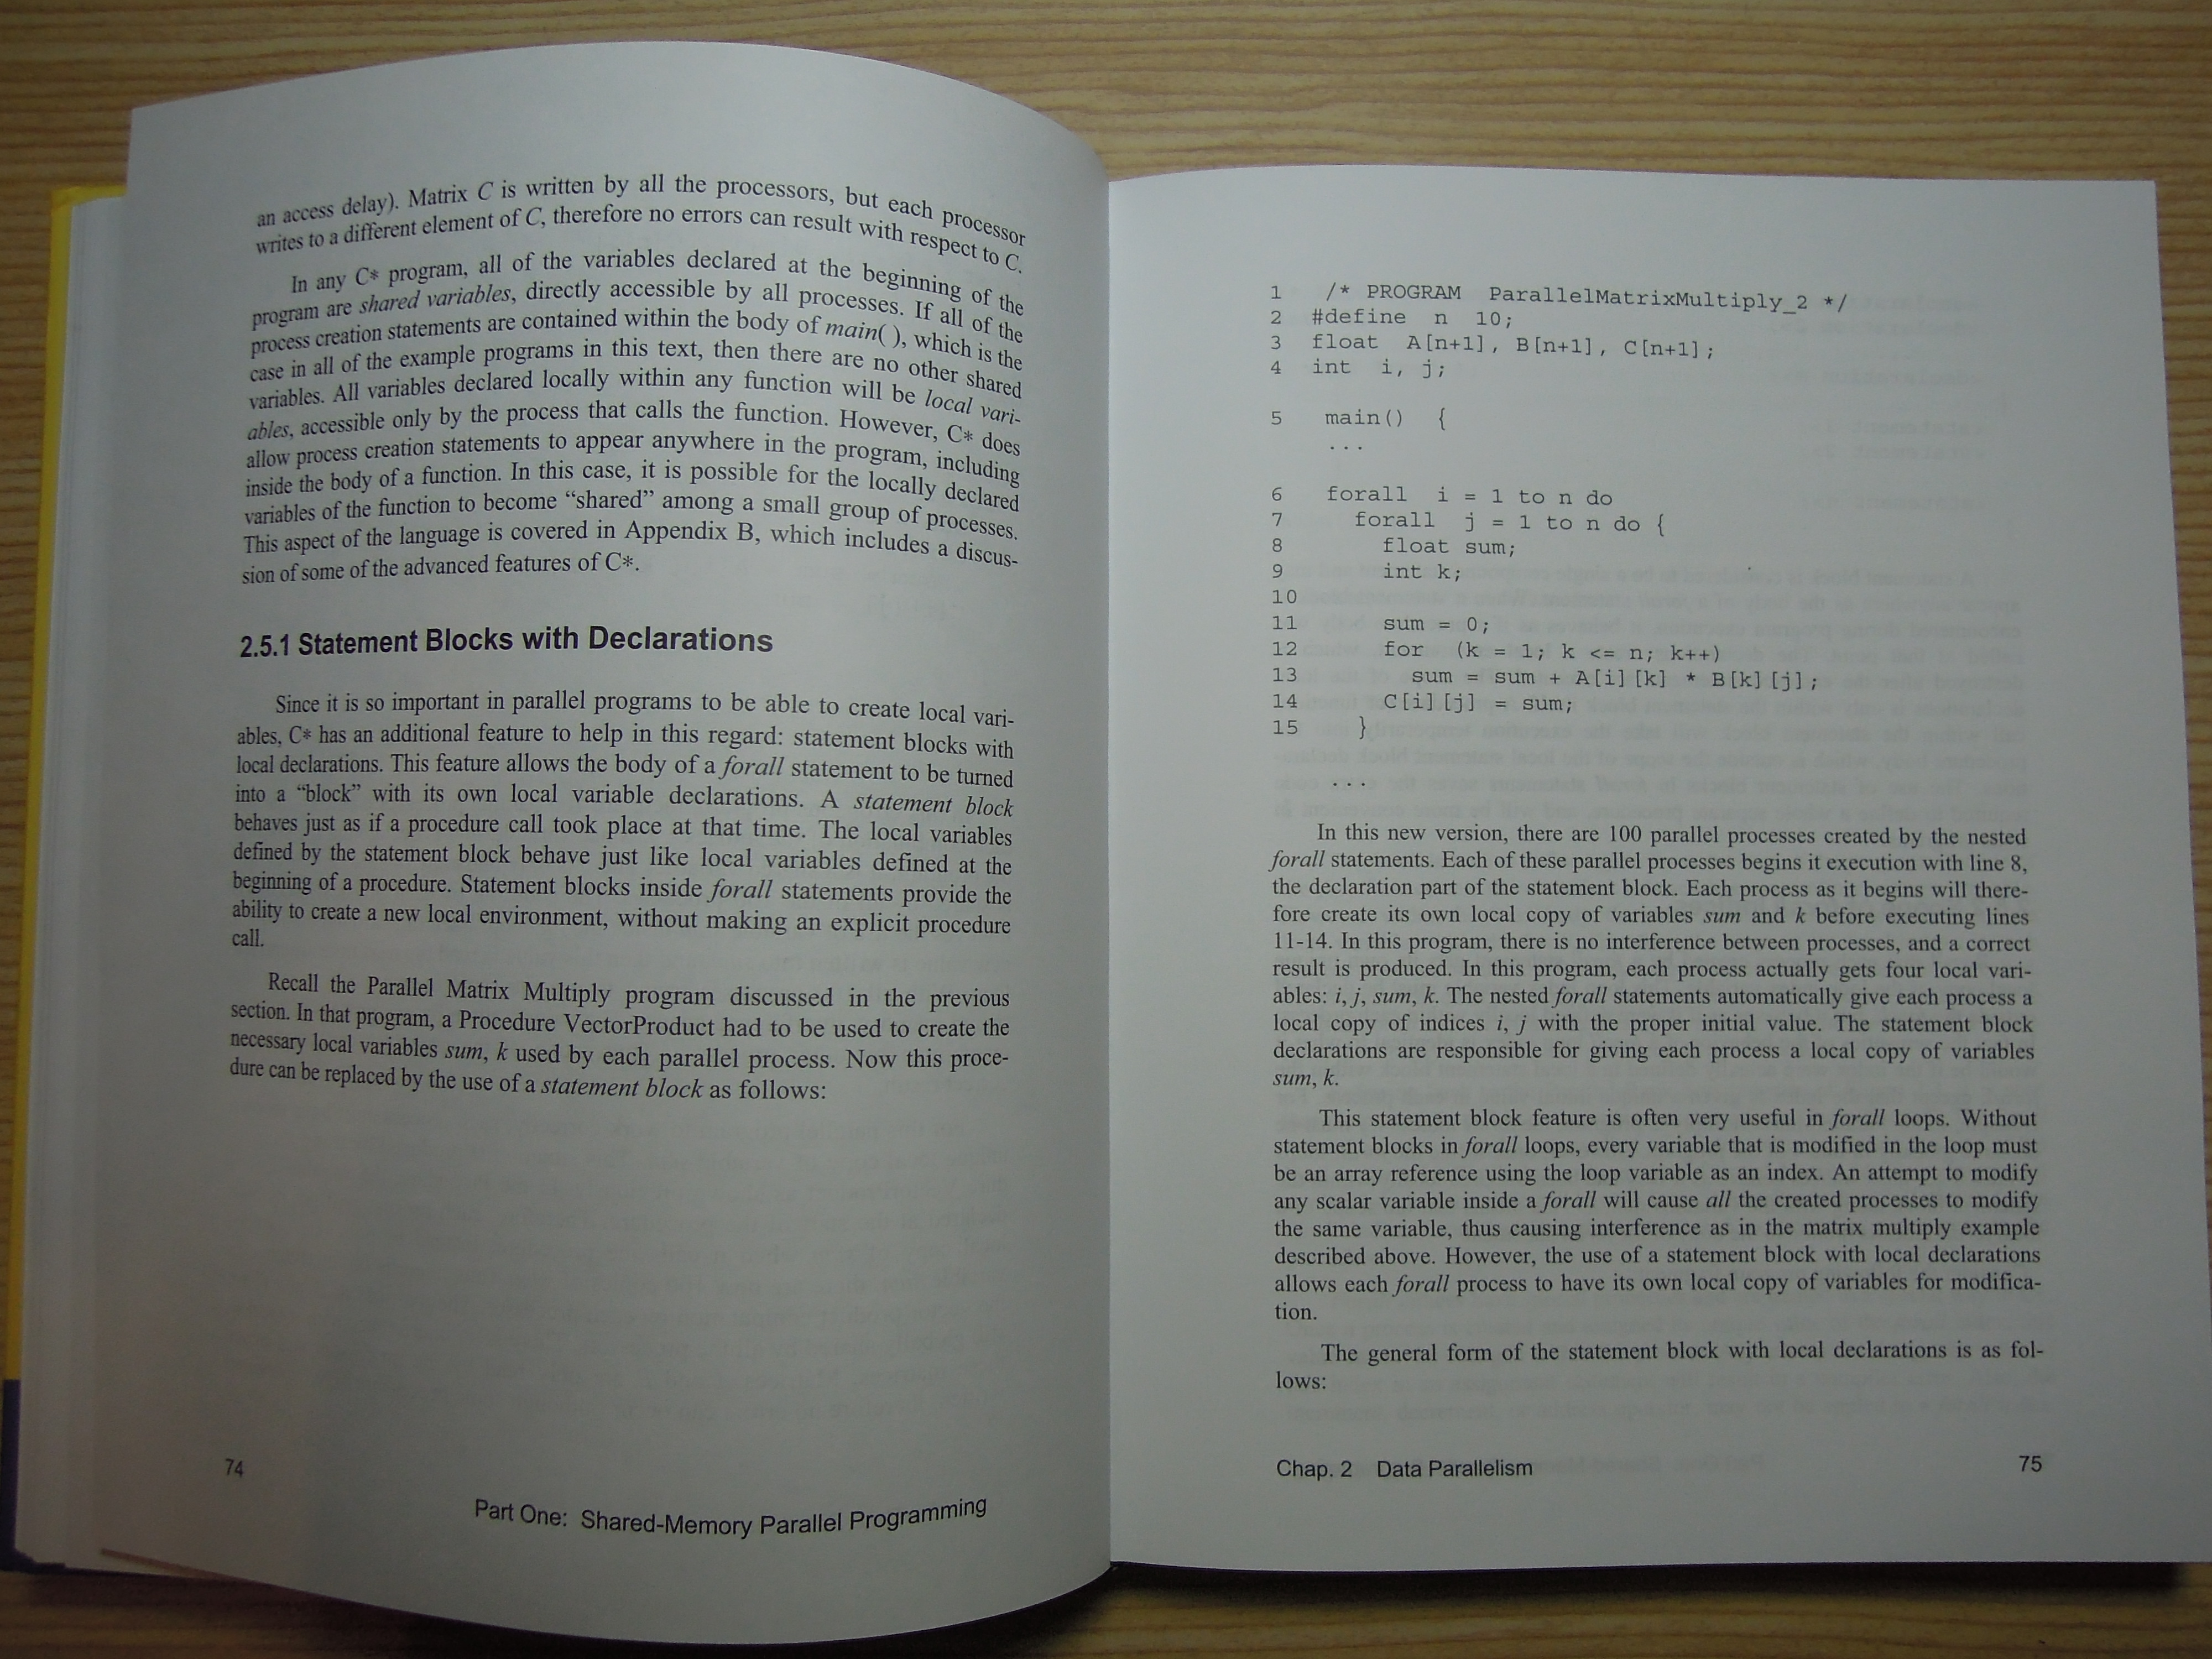 an access delay). Matrix C is written by all the processors, but each processor
writes to a different element of C, therefore no errors can result with respect to C.
In any C* program, all of the variables declared at the beginning of the
program are shared variables, directly accessible by all processes. If all of the
process creation statements are contained within the body of main( ), which is the
case in all of the example programs in this text, then there are no other shared
variables. All variables declared locally within any function will be local vari-
ables, accessible only by the process that calls the function. However, C* does
allow process creation statements to appear anywhere in the program, including
inside the body of a function. In this case, it is possible for the locally declared
variables of the function to become “shared” among a small group of processes.
This aspect of the language is covered in Appendix B, which includes a discus-
sion of some of the advanced features of C*.
2.5.1 Statement Blocks with Declarations
Since it is so important in parallel programs to be able to create local vari-
ables, C* has an additional feature to help in this regard: statement blocks with
local declarations. This feature allows the body of a forall statement to be turned
into a “block” with its own local variable declarations. A statement block
behaves just as if a procedure call took place at that time. The local variables
defined by the statement block behave just like local variables defined at the
beginning of a procedure. Statement blocks inside forall statements provide the
ability to create a new local environment, without making an explicit procedure
call.
Recall the Parallel Matrix Multiply program discussed in the previous
section. In that program, a Procedure VectorProduct had to be used to create the
necessary local variables sum, k used by each parallel process. Now this proce-
dure can be replaced by the use of a statement block as follows:
74
Part One: Shared-Memory Parallel Programming
1 /* PROGRAM ParallelMatrixMultiply_2 */
2 #define n 10;
3 float A[n+1], B[n+1], C[n+1];
4 int i, j;
5 main() {
...
6 forall i = 1 to n do
7 forall j = 1 to n do {
8 float sum;
9 int k;
10
11 sum = 0;
12 for (k = 1; k <= n; k++)
13 sum = sum + A[i][k] * B[k][j];
14 C[i][j] = sum;
15 }
...
In this new version, there are 100 parallel processes created by the nested
forall statements. Each of these parallel processes begins it execution with line 8,
the declaration part of the statement block. Each process as it begins will there-
fore create its own local copy of variables sum and k before executing lines
11-14. In this program, there is no interference between processes, and a correct
result is produced. In this program, each process actually gets four local vari-
ables: i, j, sum, k. The nested forall statements automatically give each process a
local copy of indices i, j with the proper initial value. The statement block
declarations are responsible for giving each process a local copy of variables
sum, k.
This statement block feature is often very useful in forall loops. Without
statement blocks in forall loops, every variable that is modified in the loop must
be an array reference using the loop variable as an index. An attempt to modify
any scalar variable inside a forall will cause all the created processes to modify
the same variable, thus causing interference as in the matrix multiply example
described above. However, the use of a statement block with local declarations
allows each forall process to have its own local copy of variables for modifica-
tion.
The general form of the statement block with local declarations is as fol-
lows:
Chap. 2 Data Parallelism
75